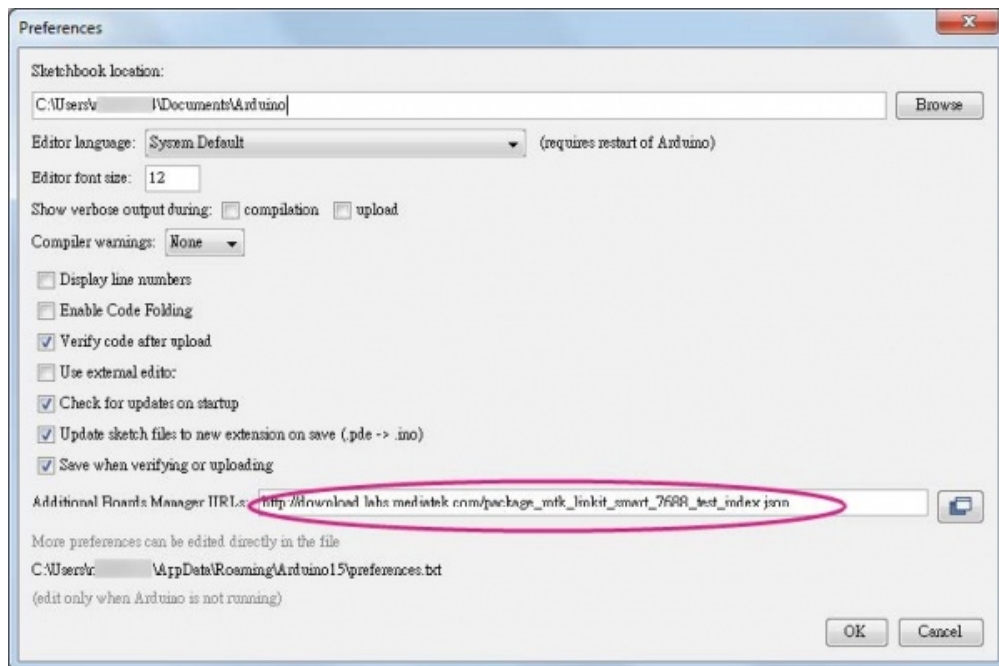 Preferences
Sketchbook location:
C:\Users\ \Documents\Arduino
Browse
Editor language: Sysem Default (requires restart of Arduino)
Editor font size: 12
Show verbose output during: compilation upload
Compiler warnings: None
Display line numbers
Enable Code Folding
Verify code after upload
Use external editor
Check for updates on startup
Update sketch files to new extension on save (.pde -> .ino)
Save when verifying or uploading
Additional Boards Manager URLs: http://download.labs.mediatek.com/package_mtk_linkit_smart_7688_test_index.json
More preferences can be edited directly in the file
C:\Users\ \AppData\Roaming\Arduino15\preferences.txt
(edit only when Arduino is not running)
OK Cancel